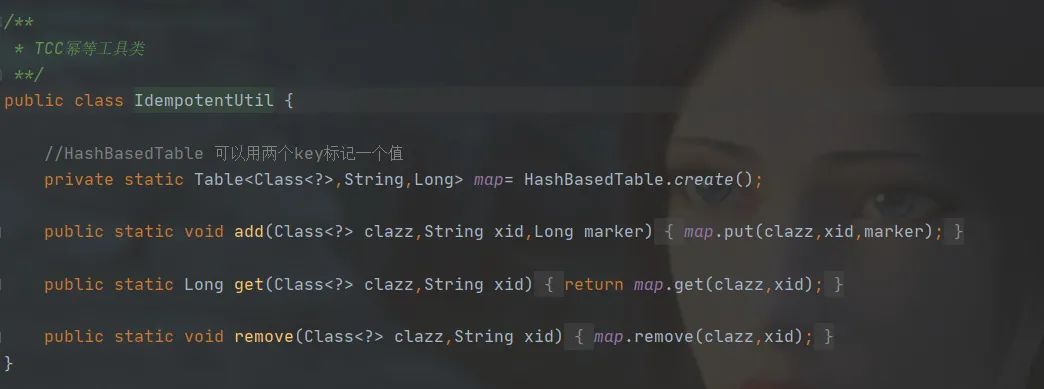 /**
* TCC幂等工具类
**/
public class IdempotentUtil {
//HashBasedTable 可以用两个key标记一个值
private static Table<Class<?>,String,Long> map= HashBasedTable.create();
public static void add(Class<?> clazz,String xid,Long marker) { map.put(clazz,xid,marker); }
public static Long get(Class<?> clazz,String xid) { return map.get(clazz,xid); }
public static void remove(Class<?> clazz,String xid) { map.remove(clazz,xid); }
}